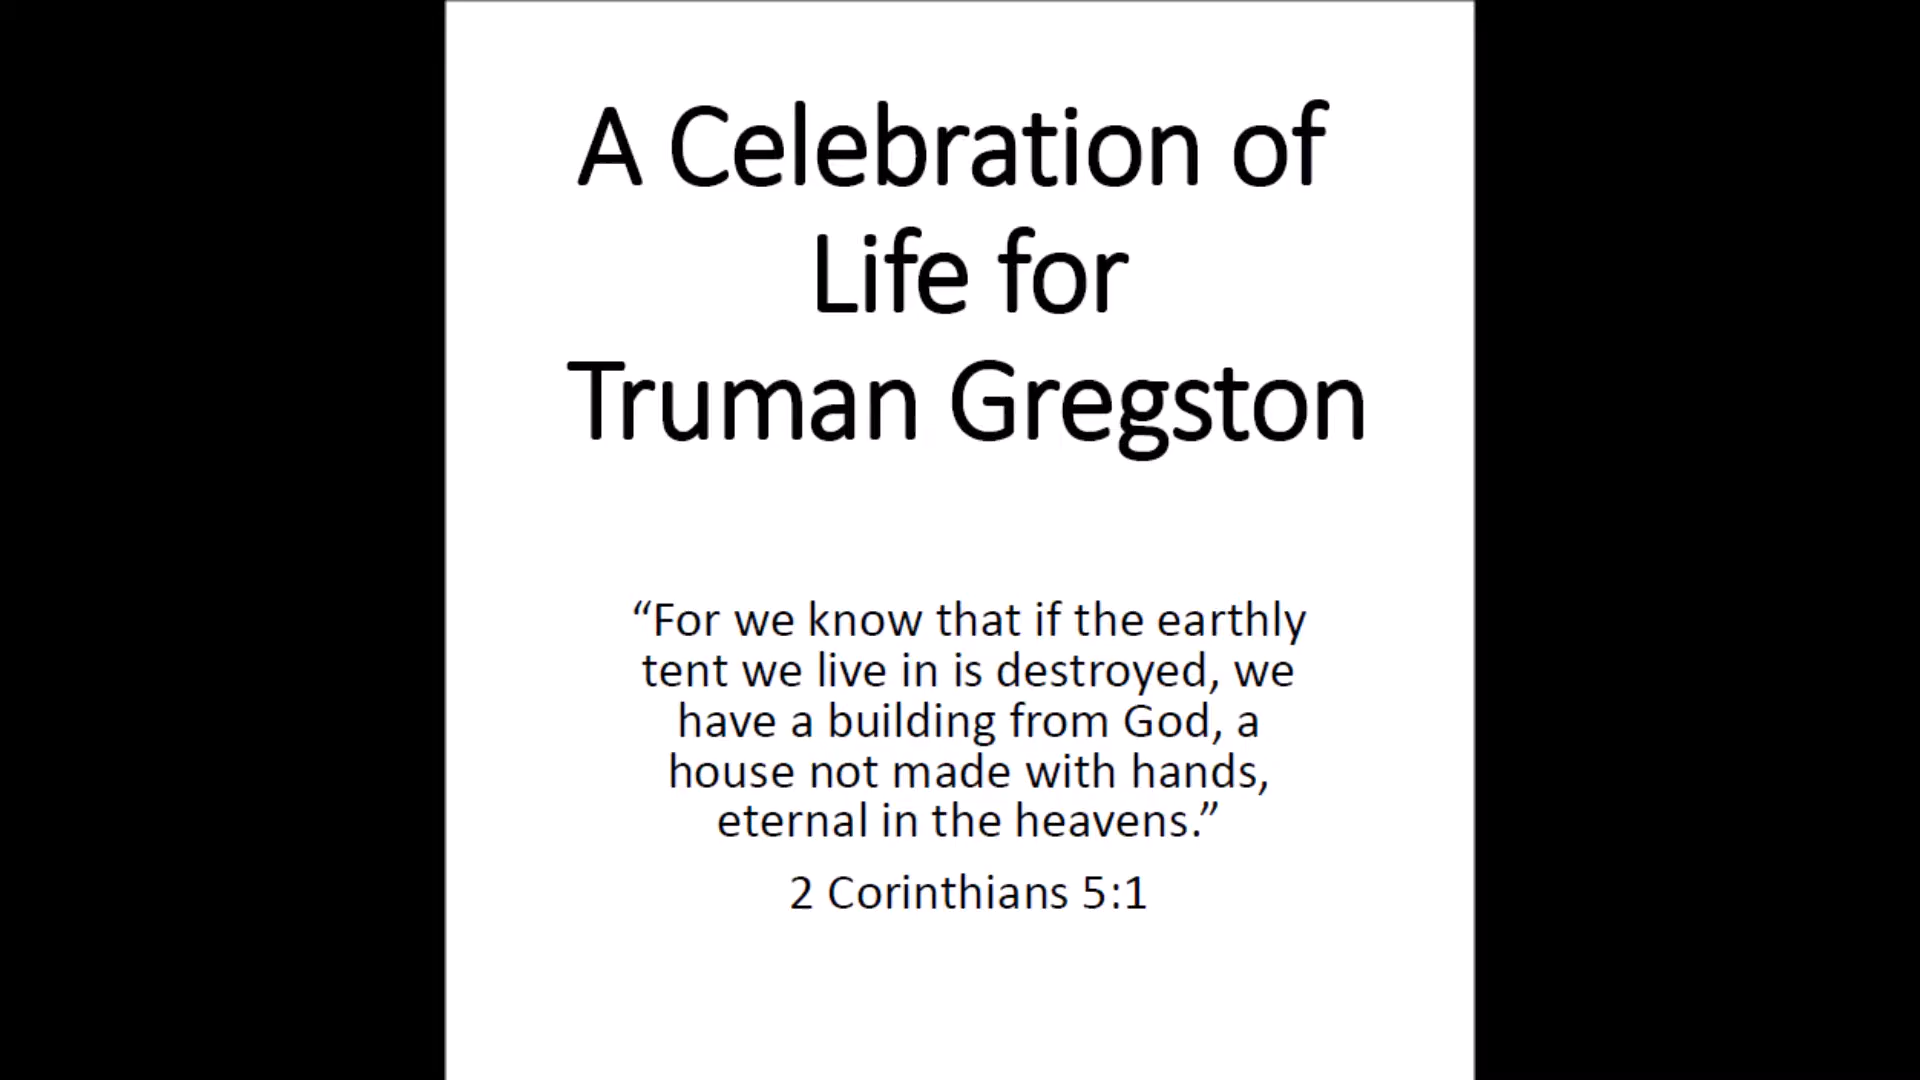 A Celebration of
Life for
Truman Gregston
“For we know that if the earthly
tent we live in is destroyed, we
have a building from God, a
house not made with hands,
eternal in the heavens.”
2 Corinthians 5:1